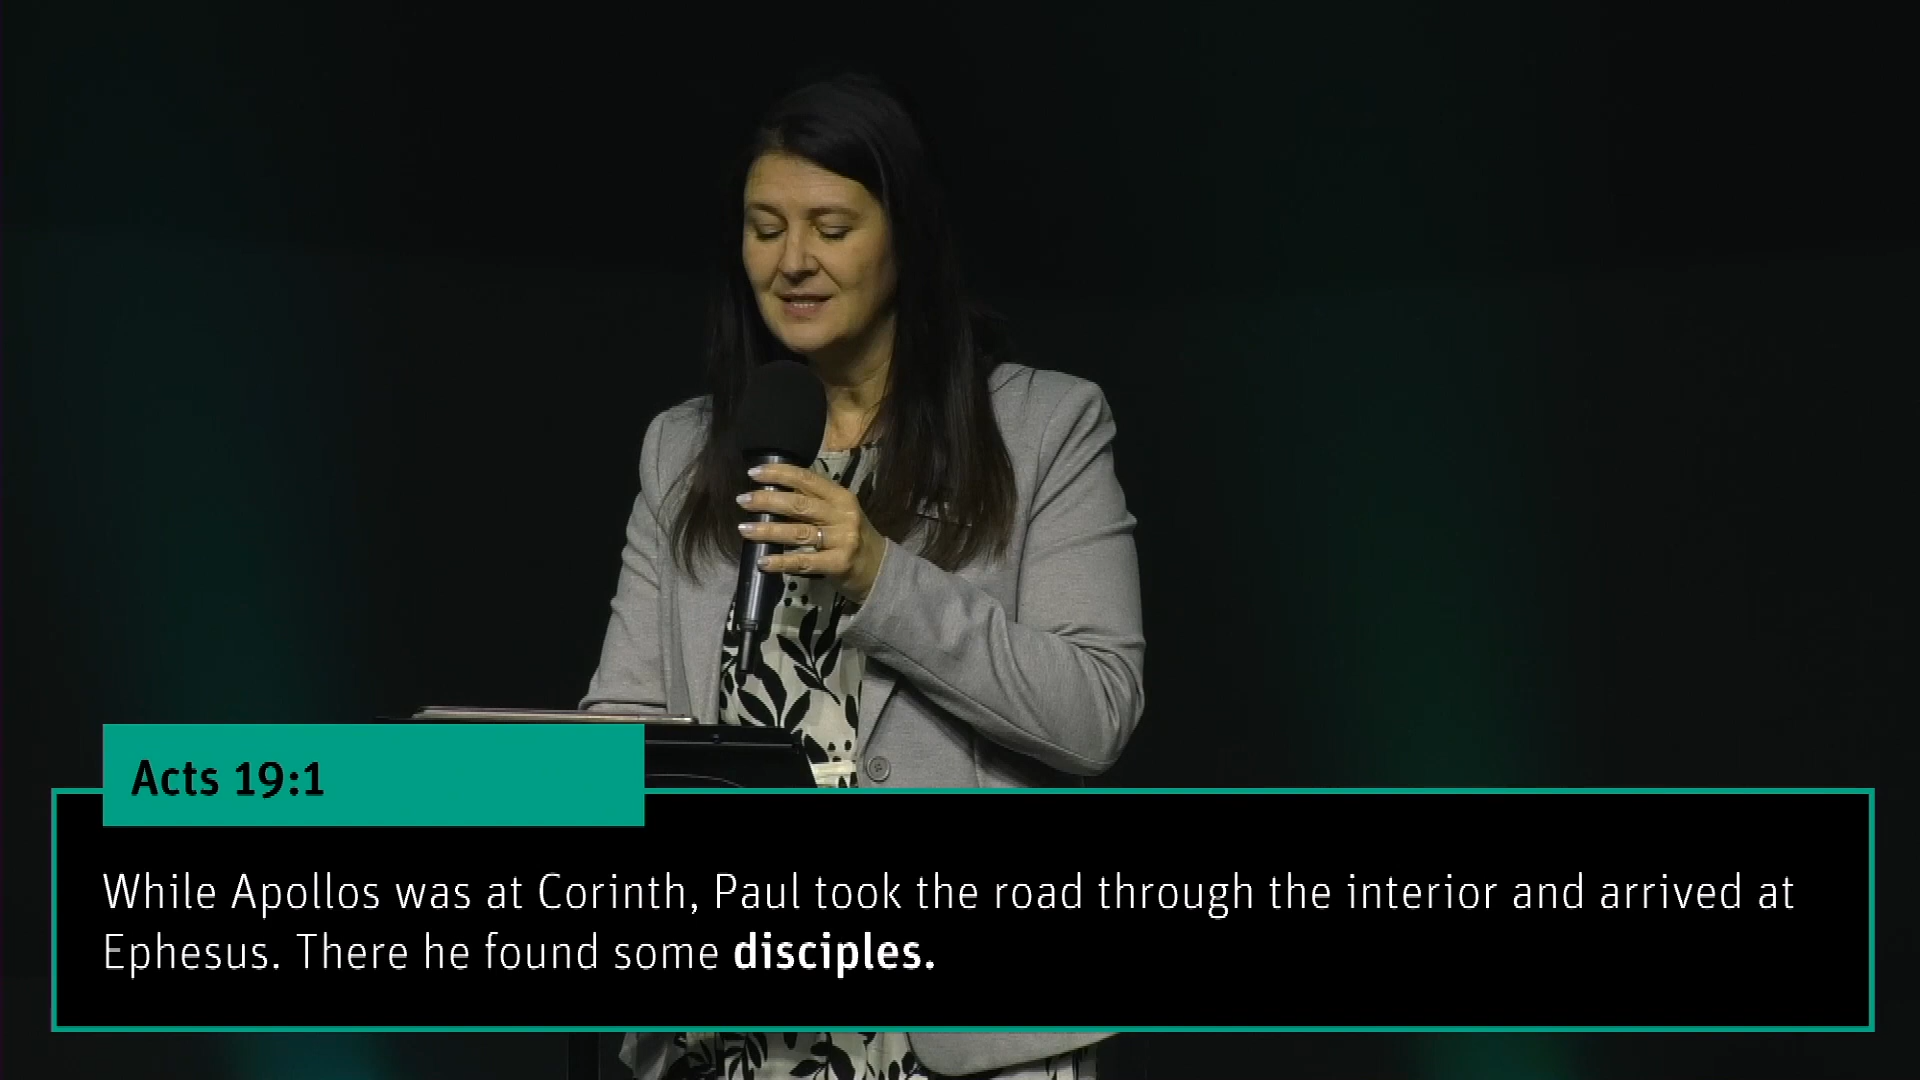 Acts 19:1
While Apollos was at Corinth, Paul took the road through the interior and arrived at
Ephesus. There he found some disciples.